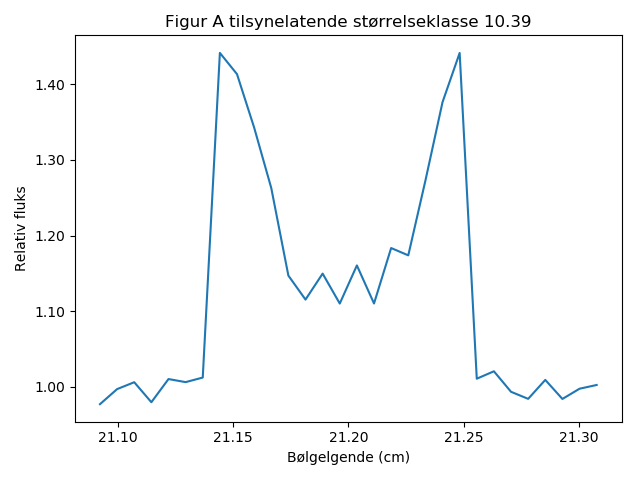 Figur A tilsynelatende størrelseklasse 10.39
1.40
1.30
1.20
1.10
1.00
Relativ fluks
21.10 21.15 21.20 21.25 21.30
Bølgelgende (cm)